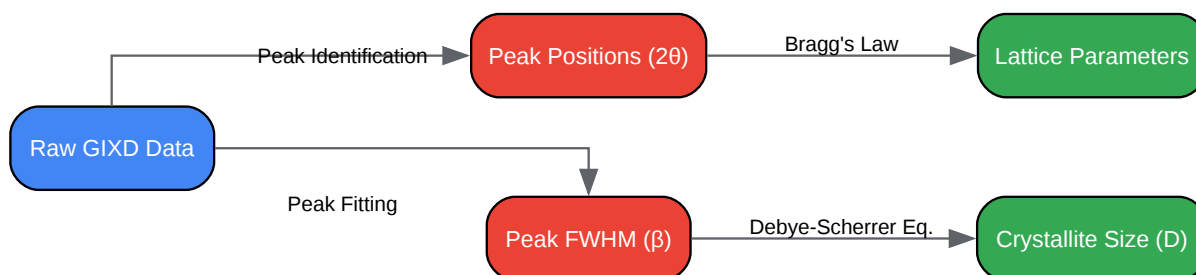 Peak Identification
Peak Positions (2θ)
Bragg's Law
Lattice Parameters
Raw GIXD Data
Peak Fitting
Peak FWHM (β)
Debye-Scherrer Eq.
Crystallite Size (D)